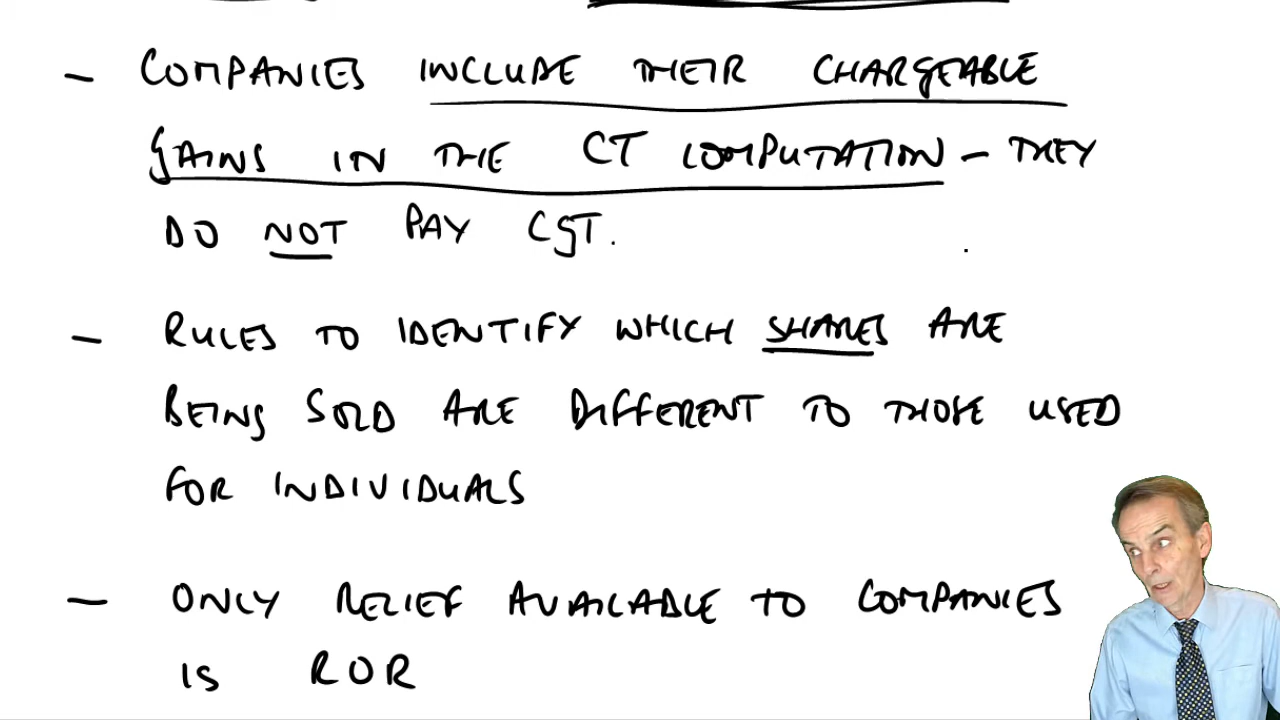 - COMPANIES INCLUDE THEIR CHARGEABLE
GAINS IN THE CT COMPUTATION - THEY
DO NOT PAY CGT.
- RULES TO IDENTIFY WHICH SHARES ARE
BEING SOLD ARE DIFFERENT TO THOSE USED
FOR INDIVIDUALS
- ONLY RELIEF AVAILABLE TO COMPANIES
IS ROR